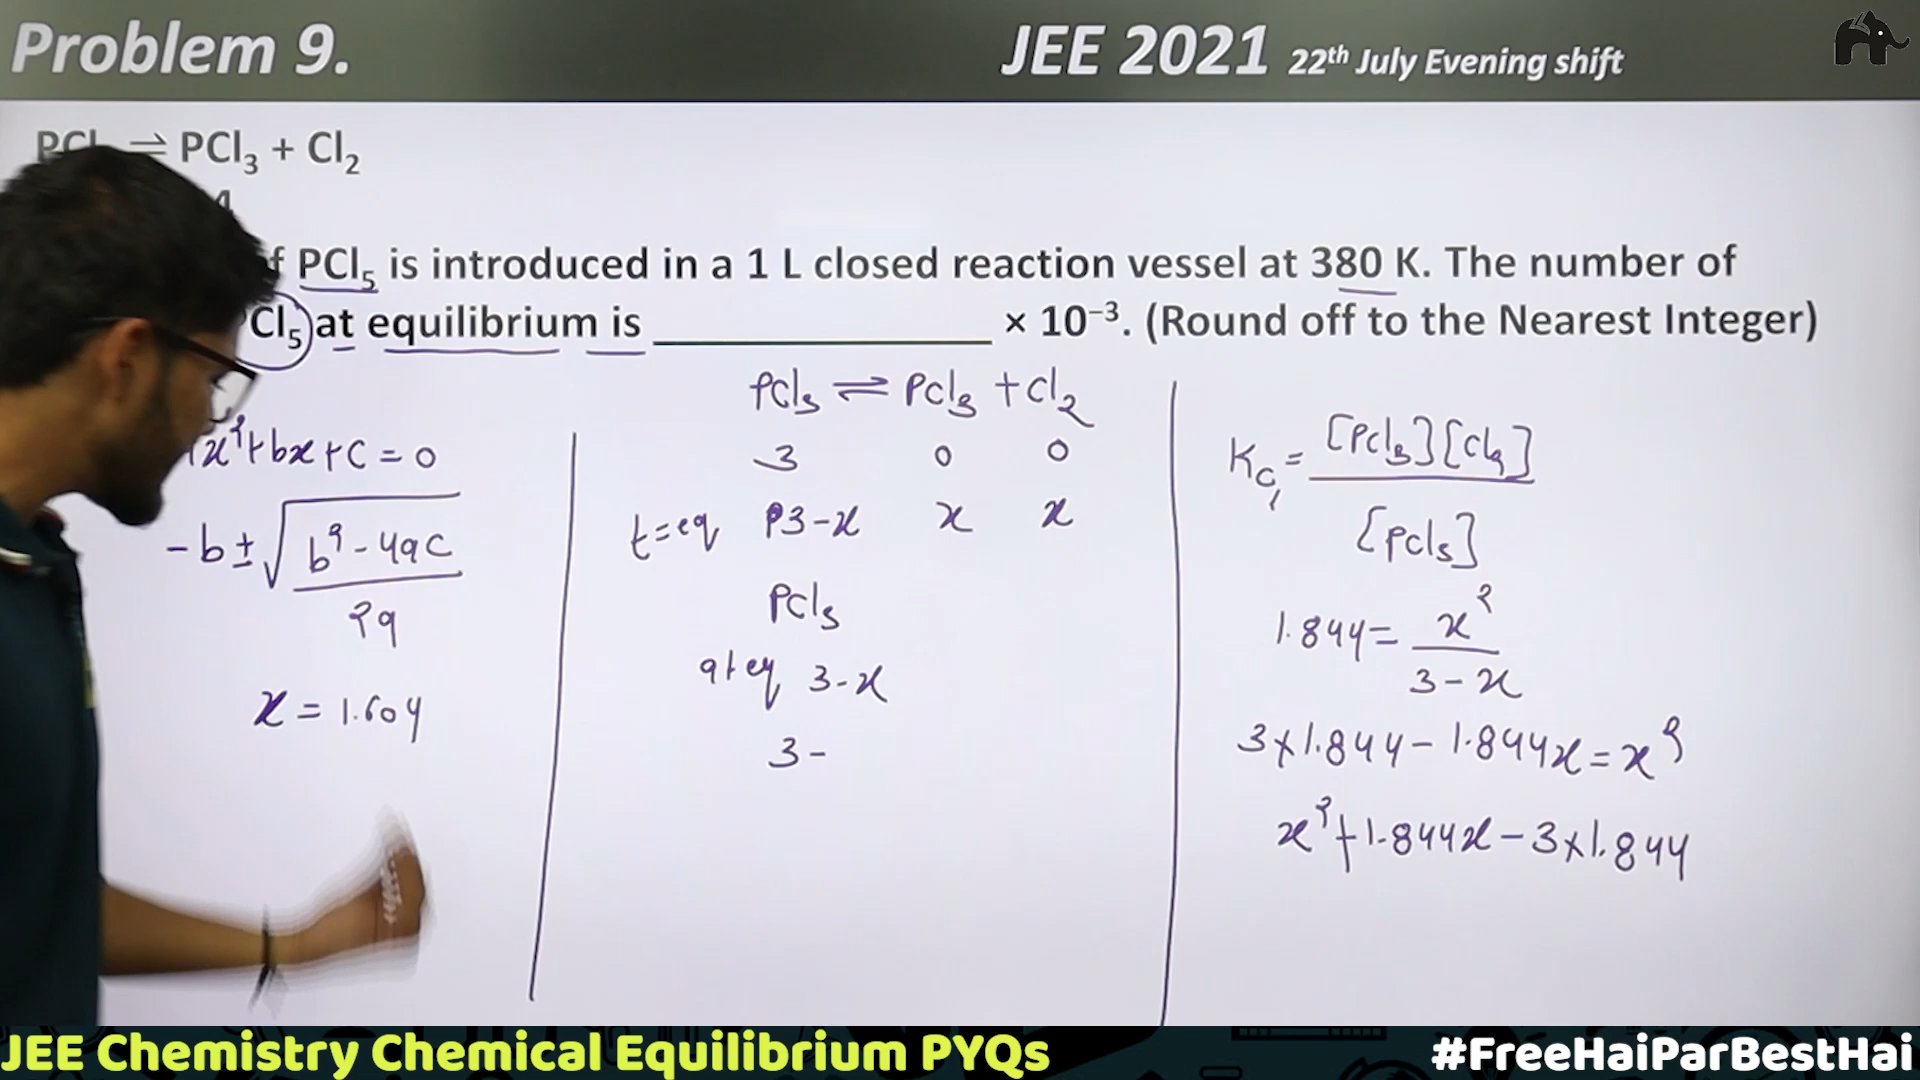 Problem 9.
JEE 2021 22th July Evening shift
PCl ⇌ PCl3 + Cl2
4
f PCl5 is introduced in a 1 L closed reaction vessel at 380 K. The number of
Cl5 at equilibrium is ____________ × 10–3. (Round off to the Nearest Integer)
x²+bx+c=0
-b±√b²-4ac
2a
x=1.604
PCl5 ⇌ PCl3 + Cl2
3 0 0
t=eq P3-x x x
PCl5
at eq 3-x
3-
Kc1 = [PCl3][Cl2]
[PCl5]
1.844= x²
3-x
3×1.844-1.844x=x²
x²+1.844x-3×1.844
JEE Chemistry Chemical Equilibrium PYQs
#FreeHaiParBestHai